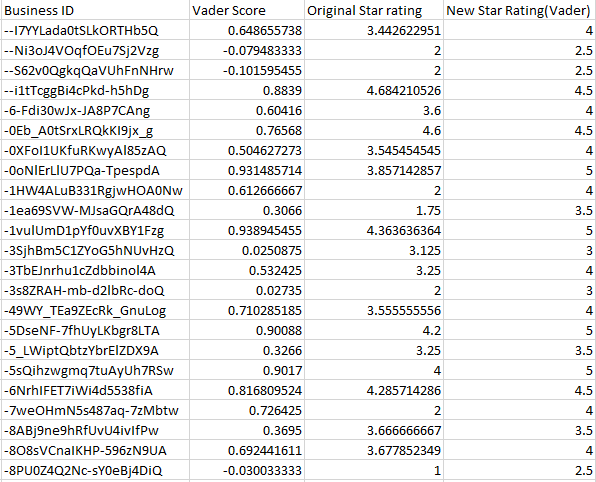 Business ID Vader Score Original Star rating New Star Rating(Vader)
--I7YYLada0tSLkORTHb5Q 0.648655738 3.442622951 4
--Ni3oJ4VOqfOEu7Sj2Vzg -0.079483333 2 2.5
--S62v0QgkqQaVUhFnNHrw -0.101595455 2 2.5
--i1tTcggBi4cPkd-h5hDg 0.8839 4.684210526 4.5
-6-Fdi30wJx-JA8P7CAng 0.60416 3.6 4
-0Eb_A0tSrxLRQkKI9jx_g 0.76568 4.6 4.5
-0XFoI1UKfuRKwyAl85zAQ 0.504627273 3.545454545 4
-0oNlErLlU7PQa-TpespdA 0.931485714 3.857142857 5
-1HW4ALuB331RgjwHOA0Nw 0.612666667 2 4
-1ea69SVW-MJsaGQrA48dQ 0.3066 1.75 3.5
-1vulUmD1pYf0uvXBY1Fzg 0.938945455 4.363636364 5
-3SjhBm5C1ZYoG5hNUvHzQ 0.0250875 3.125 3
-3TbEJnrhu1cZdbbinol4A 0.532425 3.25 4
-3s8ZRAH-mb-d2lbRc-doQ 0.02735 2 3
-49WY_TEa9ZEcRk_GnuLog 0.710285185 3.555555556 4
-5DseNF-7fhUyLKbgr8LTA 0.90088 4.2 5
-5_LWiptQbtzYbrElZDX9A 0.3266 3.25 3.5
-5sQihzwgmq7tuAyUh7RSw 0.9017 4 5
-6NrhIFET7iWi4d5538fiA 0.816809524 4.285714286 4.5
-7weOHmN5s487aq-7zMbtw 0.726425 2 4
-8ABj9ne9hRfUvU4ivIfPw 0.3695 3.666666667 3.5
-8O8sVCnaIKHP-596zN9UA 0.692441611 3.677852349 4
-8PU0Z4Q2Nc-sY0eBj4DiQ -0.030033333 1 2.5